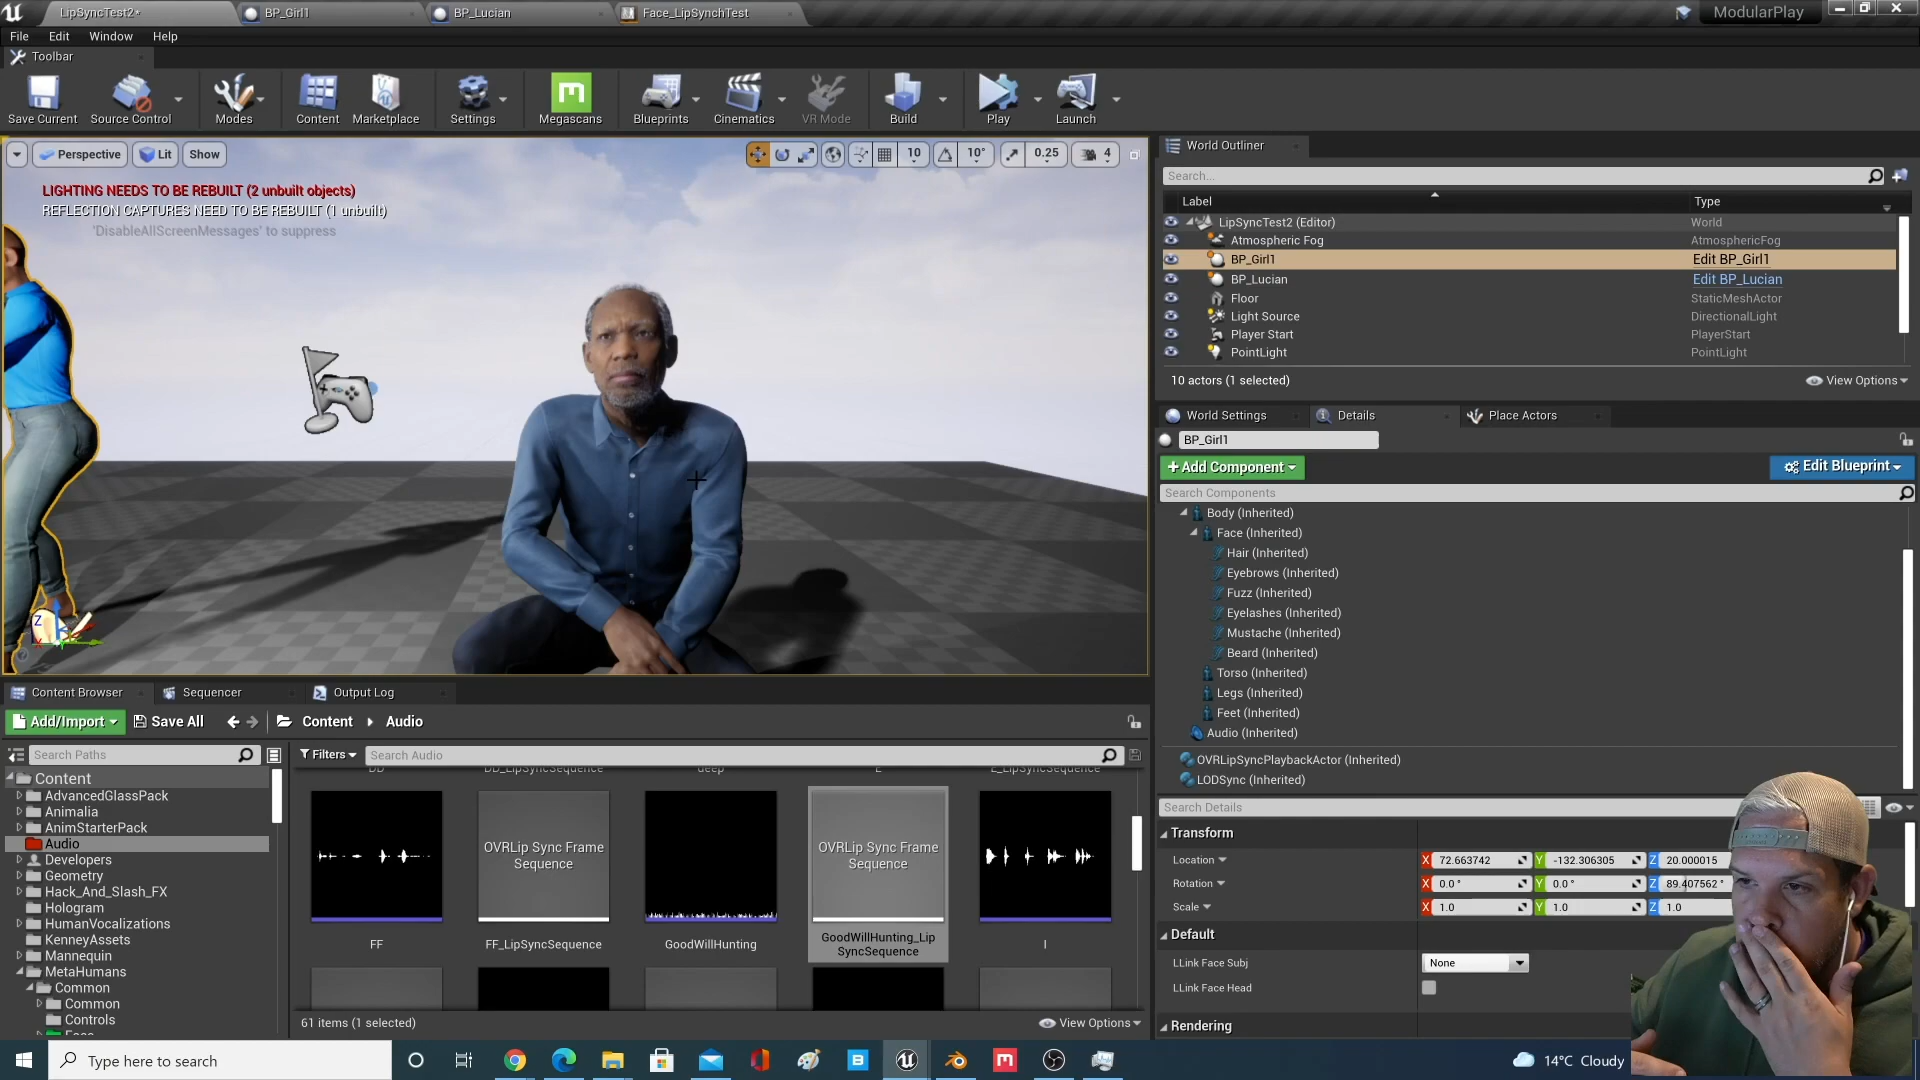 LipSyncTest2*
BP_Girl1
BP_Lucian
Face_LipSynchTest
ModularPlay
File Edit Window Help
Toolbar
Save Current
Source Control
Modes
Content
Marketplace
Settings
Megascans
Blueprints
Cinematics
VR Mode
Build
Play
Launch
Perspective
Lit
Show
10
10°
0.25
4
LIGHTING NEEDS TO BE REBUILT (2 unbuilt objects)
REFLECTION CAPTURES NEED TO BE REBUILT (1 unbuilt)
'DisableAllScreenMessages' to suppress
Z
World Outliner
Search...
Label Type
LipSyncTest2 (Editor) World
Atmospheric Fog AtmosphericFog
BP_Girl1 Edit BP_Girl1
BP_Lucian Edit BP_Lucian
Floor StaticMeshActor
Light Source DirectionalLight
Player Start PlayerStart
PointLight PointLight
10 actors (1 selected)
View Options
World Settings
Details
Place Actors
BP_Girl1
+Add Component
Edit Blueprint
Search Components
Body (Inherited)
Face (Inherited)
Hair (Inherited)
Eyebrows (Inherited)
Fuzz (Inherited)
Eyelashes (Inherited)
Mustache (Inherited)
Beard (Inherited)
Torso (Inherited)
Legs (Inherited)
Feet (Inherited)
Audio (Inherited)
OVRLipSyncPlaybackActor (Inherited)
LODSync (Inherited)
Search Details
Transform
Location X 72.663742 Y -132.306305 Z 20.000015
Rotation X 0.0 ° Y 0.0 ° Z 89.407562 °
Scale X 1.0 Y 1.0 Z 1.0
Default
LLink Face Subj None
LLink Face Head
Rendering
Content Browser
Sequencer
Output Log
Add/Import
Save All
Content
Audio
Search Paths
Filters
Search Audio
Content
AdvancedGlassPack
Animalia
AnimStarterPack
Audio
Developers
Geometry
Hack_And_Slash_FX
Hologram
HumanVocalizations
KenneyAssets
Mannequin
MetaHumans
Common
Common
Controls
Face
DD
DD_LipSyncSequence
deep
E
E_LipSyncSequence
OVRLip Sync Frame
Sequence
OVRLip Sync Frame
Sequence
FF
FF_LipSyncSequence
GoodWillHunting
GoodWillHunting_Lip
SyncSequence
I
61 items (1 selected)
View Options
Type here to search
14°C Cloudy